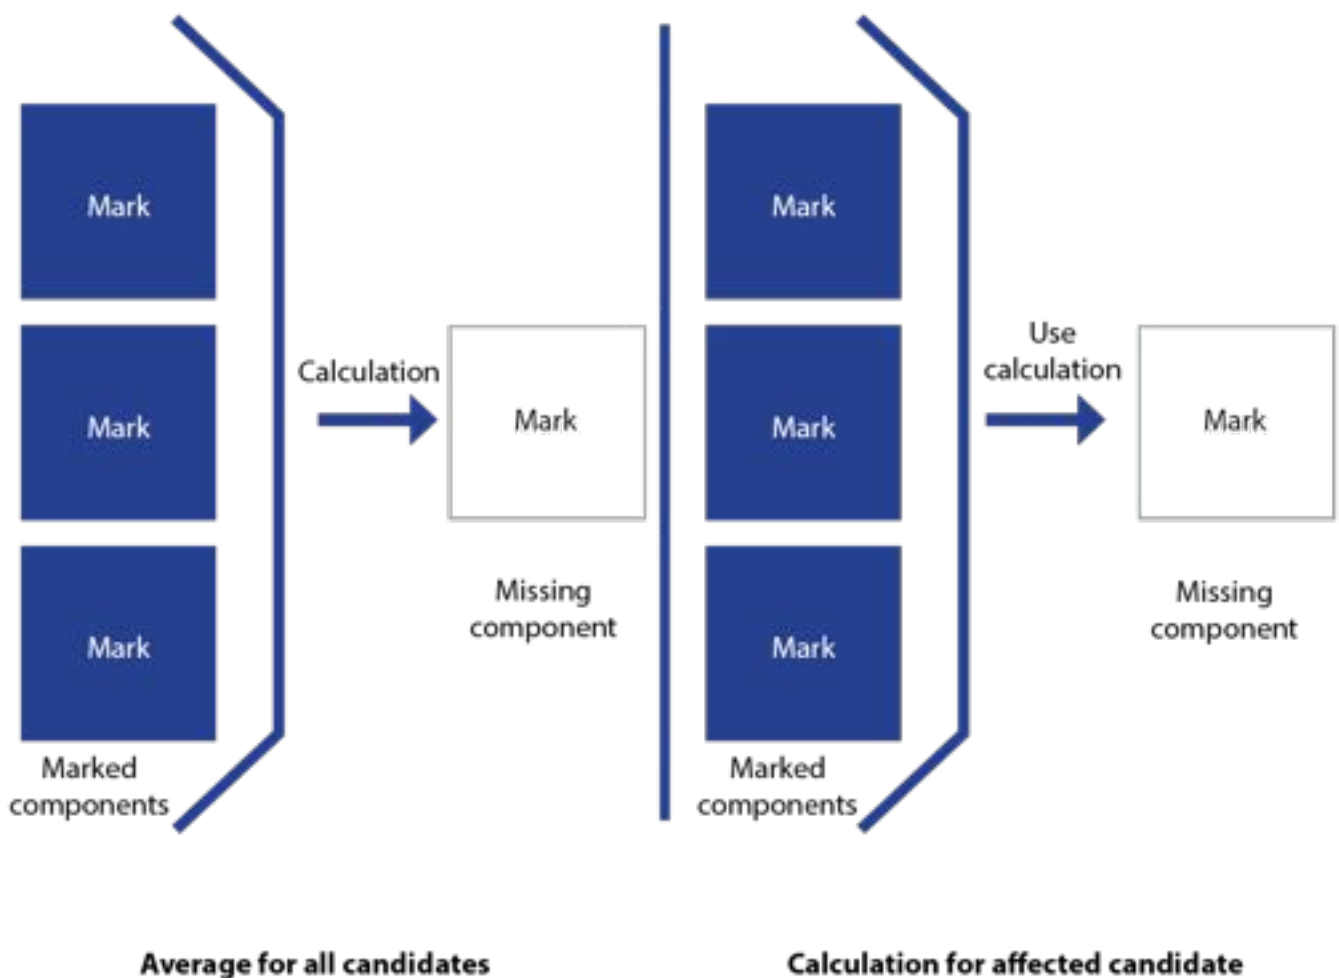 Mark
Mark
Mark
Marked
components
Calculation
Mark
Missing
component
Average for all candidates
Mark
Mark
Mark
Marked
components
Use
calculation
Mark
Missing
component
Calculation for affected candidate